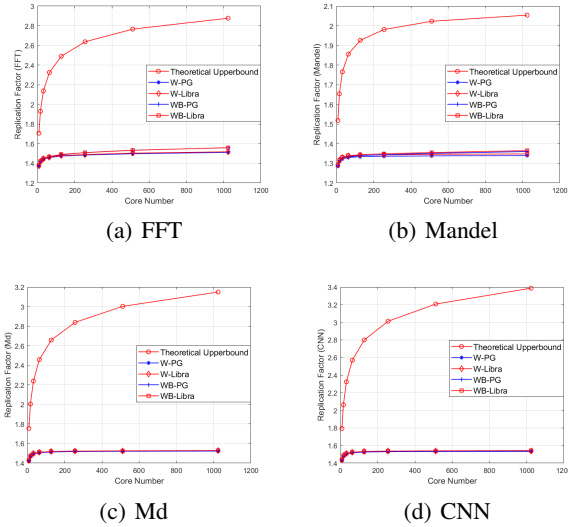 3
2.8
2.6
2.4
2.2
2
1.8
1.6
1.4
1.2
Replication Factor (FFT)
Theoretical Upperbound
W-PG
W-Libra
WB-PG
WB-Libra
0 200 400 600 800 1000 1200
Core Number
(a) FFT
2.1
2
1.9
1.8
1.7
1.6
1.5
1.4
1.3
1.2
Replication Factor (Mandel)
Theoretical Upperbound
W-PG
W-Libra
WB-PG
WB-Libra
0 200 400 600 800 1000 1200
Core Number
(b) Mandel
3.2
3
2.8
2.6
2.4
2.2
2
1.8
1.6
1.4
Replication Factor (Md)
Theoretical Upperbound
W-PG
W-Libra
WB-PG
WB-Libra
0 200 400 600 800 1000 1200
Core Number
(c) Md
3.4
3.2
3
2.8
2.6
2.4
2.2
2
1.8
1.6
1.4
Replication Factor (CNN)
Theoretical Upperbound
W-PG
W-Libra
WB-PG
WB-Libra
0 200 400 600 800 1000 1200
Core Number
(d) CNN